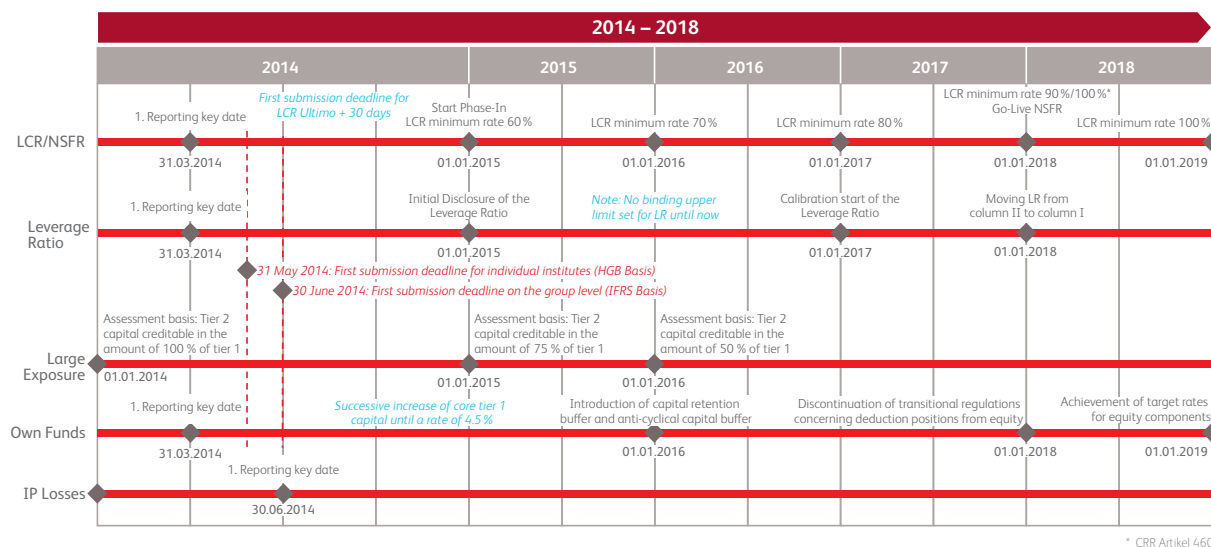 2014 – 2018
2014
2015
2016
2017
2018
LCR/NSFR
1. Reporting key date
31.03.2014
First submission deadline for
LCR Ultimo + 30 days
Start Phase-In
LCR minimum rate 60 %
01.01.2015
LCR minimum rate 70 %
01.01.2016
LCR minimum rate 80 %
01.01.2017
LCR minimum rate 90 %/100 %*
Go-Live NSFR
01.01.2018
LCR minimum rate 100 %
01.01.2019
Leverage
Ratio
1. Reporting key date
31.03.2014
Initial Disclosure of the
Leverage Ratio
01.01.2015
Note: No binding upper
limit set for LR until now
Calibration start of the
Leverage Ratio
01.01.2017
Moving LR from
column II to column I
01.01.2018
31 May 2014: First submission deadline for individual institutes (HGB Basis)
30 June 2014: First submission deadline on the group level (IFRS Basis)
Large
Exposure
Assessment basis: Tier 2
capital creditable in the
amount of 100 % of tier 1
01.01.2014
Assessment basis: Tier 2
capital creditable in the
amount of 75 % of tier 1
01.01.2015
Assessment basis: Tier 2
capital creditable in the
amount of 50 % of tier 1
01.01.2016
Own Funds
1. Reporting key date
31.03.2014
Successive increase of core tier 1
capital until a rate of 4.5 %
Introduction of capital retention
buffer and anti-cyclical capital buffer
01.01.2016
Discontinuation of transitional regulations
concerning deduction positions from equity
01.01.2018
Achievement of target rates
for equity components
01.01.2019
IP Losses
1. Reporting key date
30.06.2014
* CRR Artikel 460